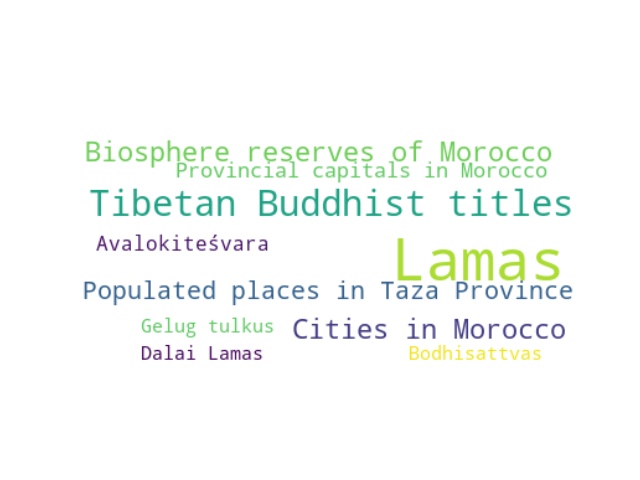 Biosphere reserves of Morocco
Provincial capitals in Morocco
Tibetan Buddhist titles
Avalokiteśvara
Lamas
Populated places in Taza Province
Gelug tulkus
Cities in Morocco
Dalai Lamas
Bodhisattvas